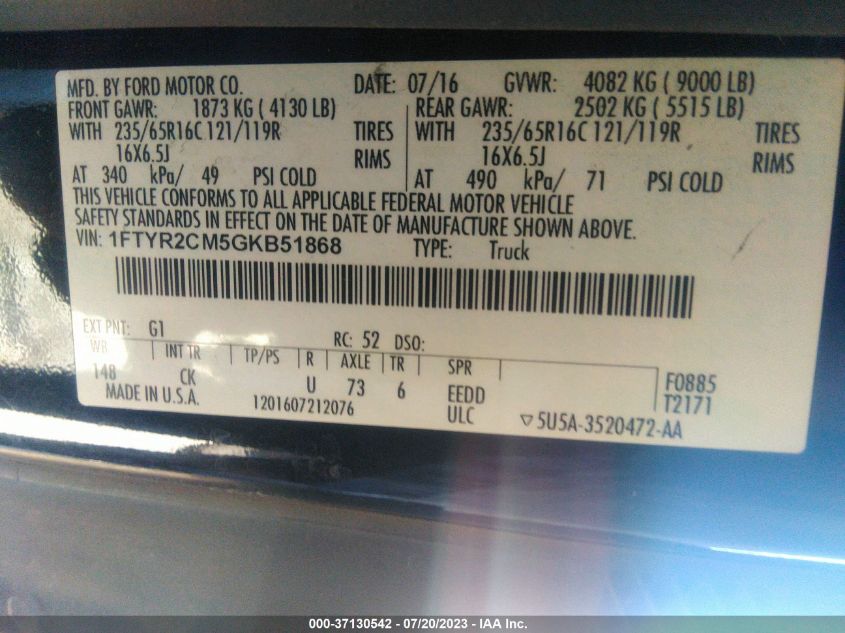 MFD. BY FORD MOTOR CO. DATE: 07/16 GVWR: 4082 KG ( 9000 LB)
FRONT GAWR: 1873 KG ( 4130 LB) REAR GAWR: 2502 KG ( 5515 LB)
WITH 235/65R16C 121/119R TIRES WITH 235/65R16C 121/119R TIRES
16X6.5J RIMS 16X6.5J RIMS
AT 340 kPa/ 49 PSI COLD AT 490 kPa/ 71 PSI COLD
THIS VEHICLE CONFORMS TO ALL APPLICABLE FEDERAL MOTOR VEHICLE
SAFETY STANDARDS IN EFFECT ON THE DATE OF MANUFACTURE SHOWN ABOVE.
VIN: 1FTYR2CM5GKB51868 TYPE: Truck
EXT PNT: G1 RC: 52 DSO:
WB INT TR TP/PS R AXLE TR SPR
148 CK U 73 6 EEDD F0885
MADE IN U.S.A. 1201607212076 ULC T2171
▽5U5A-3520472-AA
000-37130542 - 07/20/2023 - IAA Inc.